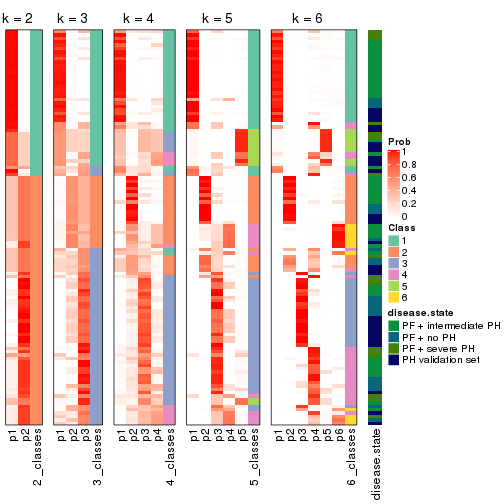 k = 2 k = 3 k = 4 k = 5 k = 6
Prob
1
0.8
0.6
0.4
0.2
0
Class
1
2
3
4
5
6
disease.state
PF+ intermediate PH
PF+ no PH
PF+ severe PH
PH validation set
p1 p2 2_classes p1 p2 p3 3_classes p1 p2 p3 p4 4_classes p1 p2 p3 p4 p5 5_classes p1 p2 p3 p4 p5 p6 6_classes disease.state